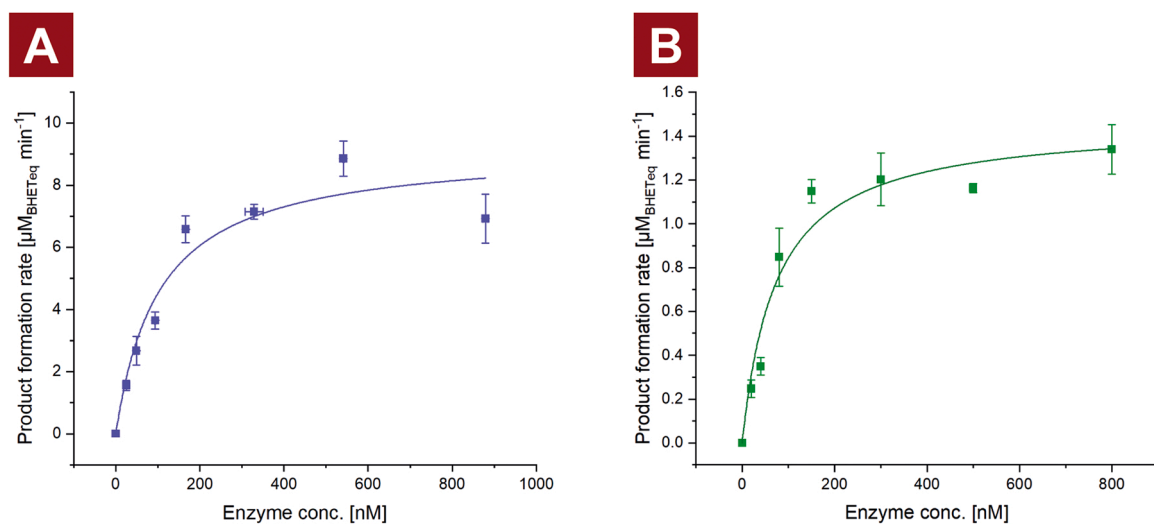 A
Product formation rate [µM_BHETeq min⁻¹]
10
8
6
4
2
0
0 200 400 600 800 1000
Enzyme conc. [nM]
B
Product formation rate [µM_BHETeq min⁻¹]
1.6
1.4
1.2
1.0
0.8
0.6
0.4
0.2
0.0
0 200 400 600 800
Enzyme conc. [nM]